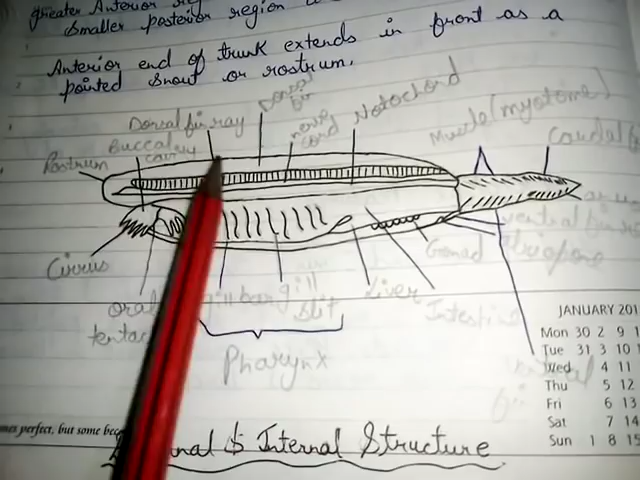 greater Anterior
smaller posterior region
Anterior end of trunk extends in front as a
pointed snout or rostrum.
Dorsal fin ray
Dorsal fin
nerve cord
Notochord
Muscle (myotome)
Caudal
Buccal cavity
Rostrum
Cirrus
Oral
gill bar
gill slit
Liver
Intestine
Gonad
Atriopore
ventral
Pharynx
JANUARY 201
Mon 30 2 9 1
Tue 31 3 10 1
Wed 4 11
Thu 5 12
Fri 6 13
Sat 7 14
Sun 1 8 15
mes perfect, but some bec
nal & Internal Structure